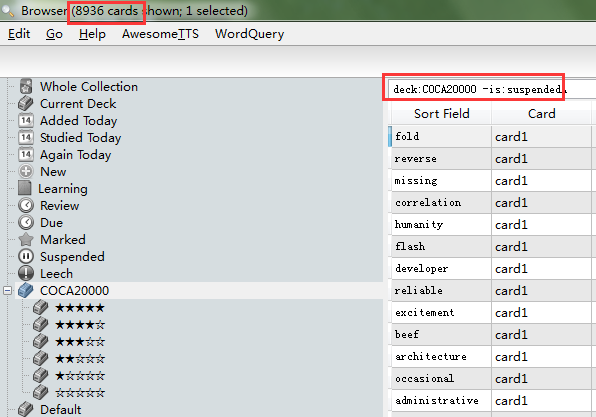 Browser (8936 cards shown; 1 selected)
Edit Go Help AwesomeTTS WordQuery
Whole Collection
Current Deck
14 Added Today
14 Studied Today
14 Again Today
New
Learning
Review
Due
Marked
Suspended
Leech
COCA20000
★★★★★
★★★★☆
★★★☆☆
★★☆☆☆
★☆☆☆☆
☆☆☆☆☆
Default
deck:COCA20000 -is:suspended
Sort Field Card
fold card1
reverse card1
missing card1
correlation card1
humanity card1
flash card1
developer card1
reliable card1
excitement card1
beef card1
architecture card1
occasional card1
administrative card1